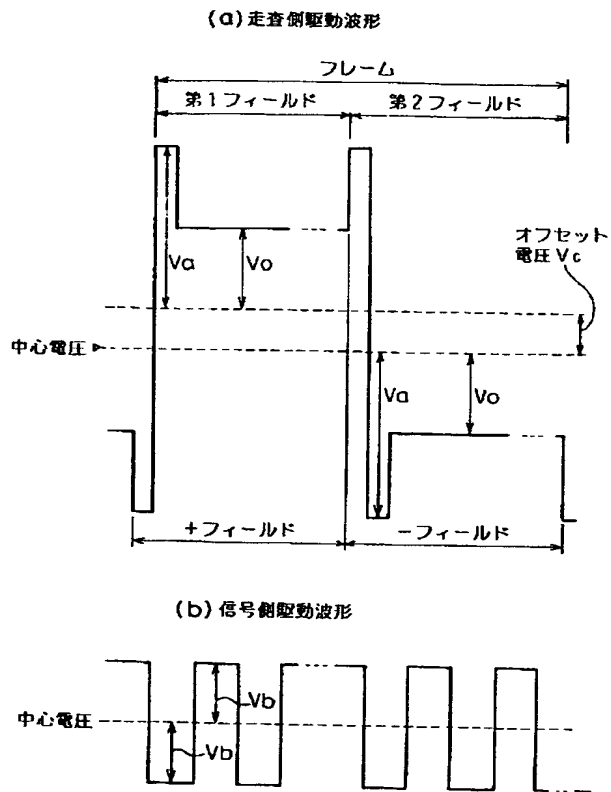 (a)走査側駆動波形
フレーム
第1フィールド
第2フィールド
オフセット
電圧Vc
Va
Vo
中心電圧
Va
Vo
+フィールド
-フィールド
(b)信号側駆動波形
Vb
中心電圧
Vb